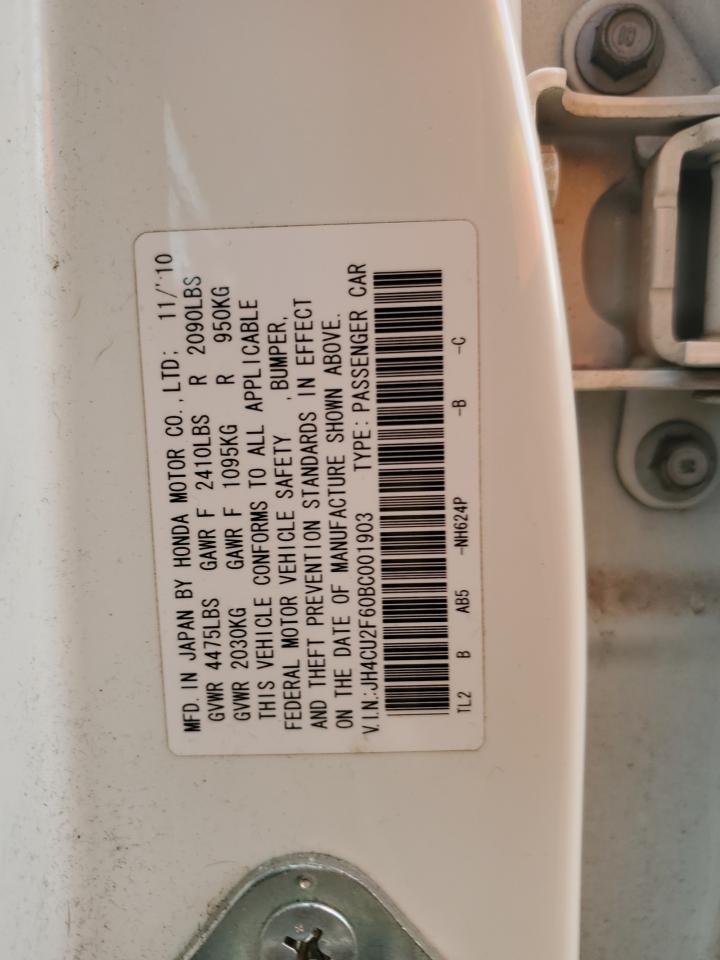 MFD. IN JAPAN BY HONDA MOTOR CO., LTD: 11/'10
GVWR 4475LBS GAWR F 2410LBS R 2090LBS
GVWR 2030KG GAWR F 1095KG R 950KG
THIS VEHICLE CONFORMS TO ALL APPLICABLE
FEDERAL MOTOR VEHICLE SAFETY , BUMPER,
AND THEFT PREVENTION STANDARDS IN EFFECT
ON THE DATE OF MANUFACTURE SHOWN ABOVE.
V.I.N.:JH4CU2F60BC001903 TYPE: PASSENGER CAR
TL2 B AB5 -NH624P -B -C